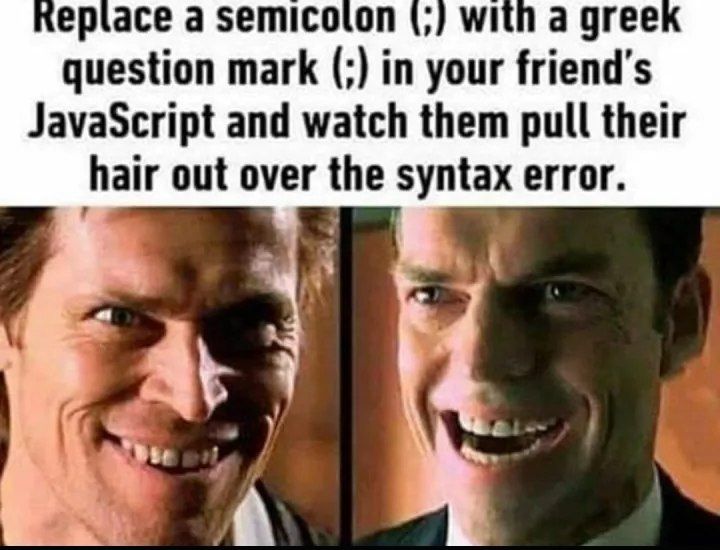 Replace a semicolon (;) with a greek
question mark (;) in your friend's
JavaScript and watch them pull their
hair out over the syntax error.